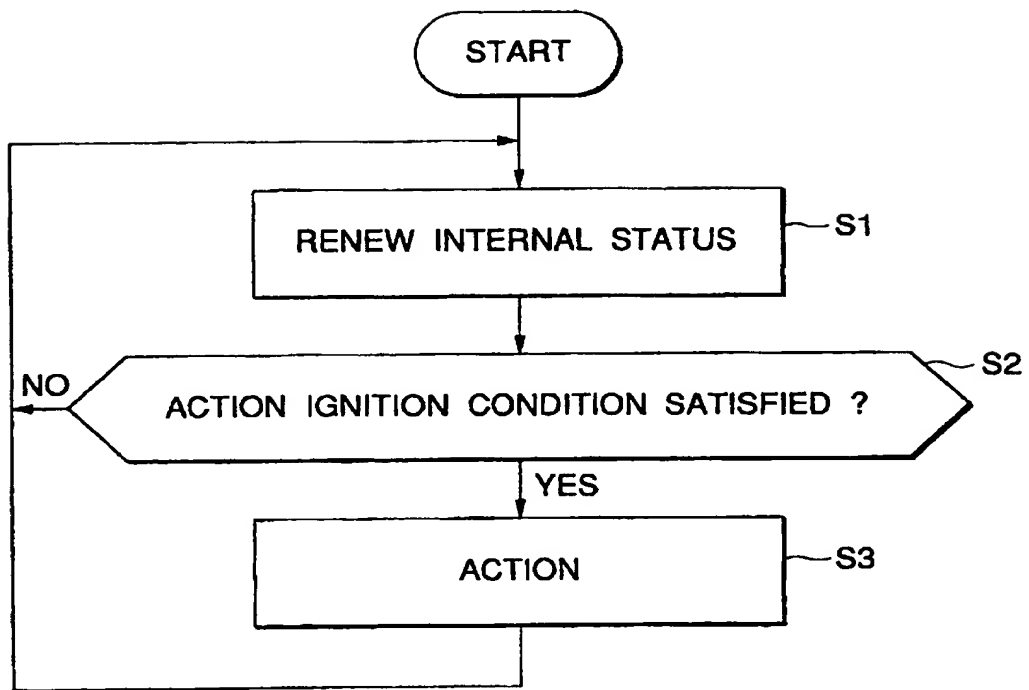 START
RENEW INTERNAL STATUS
S1
ACTION IGNITION CONDITION SATISFIED ?
S2
NO
YES
ACTION
S3